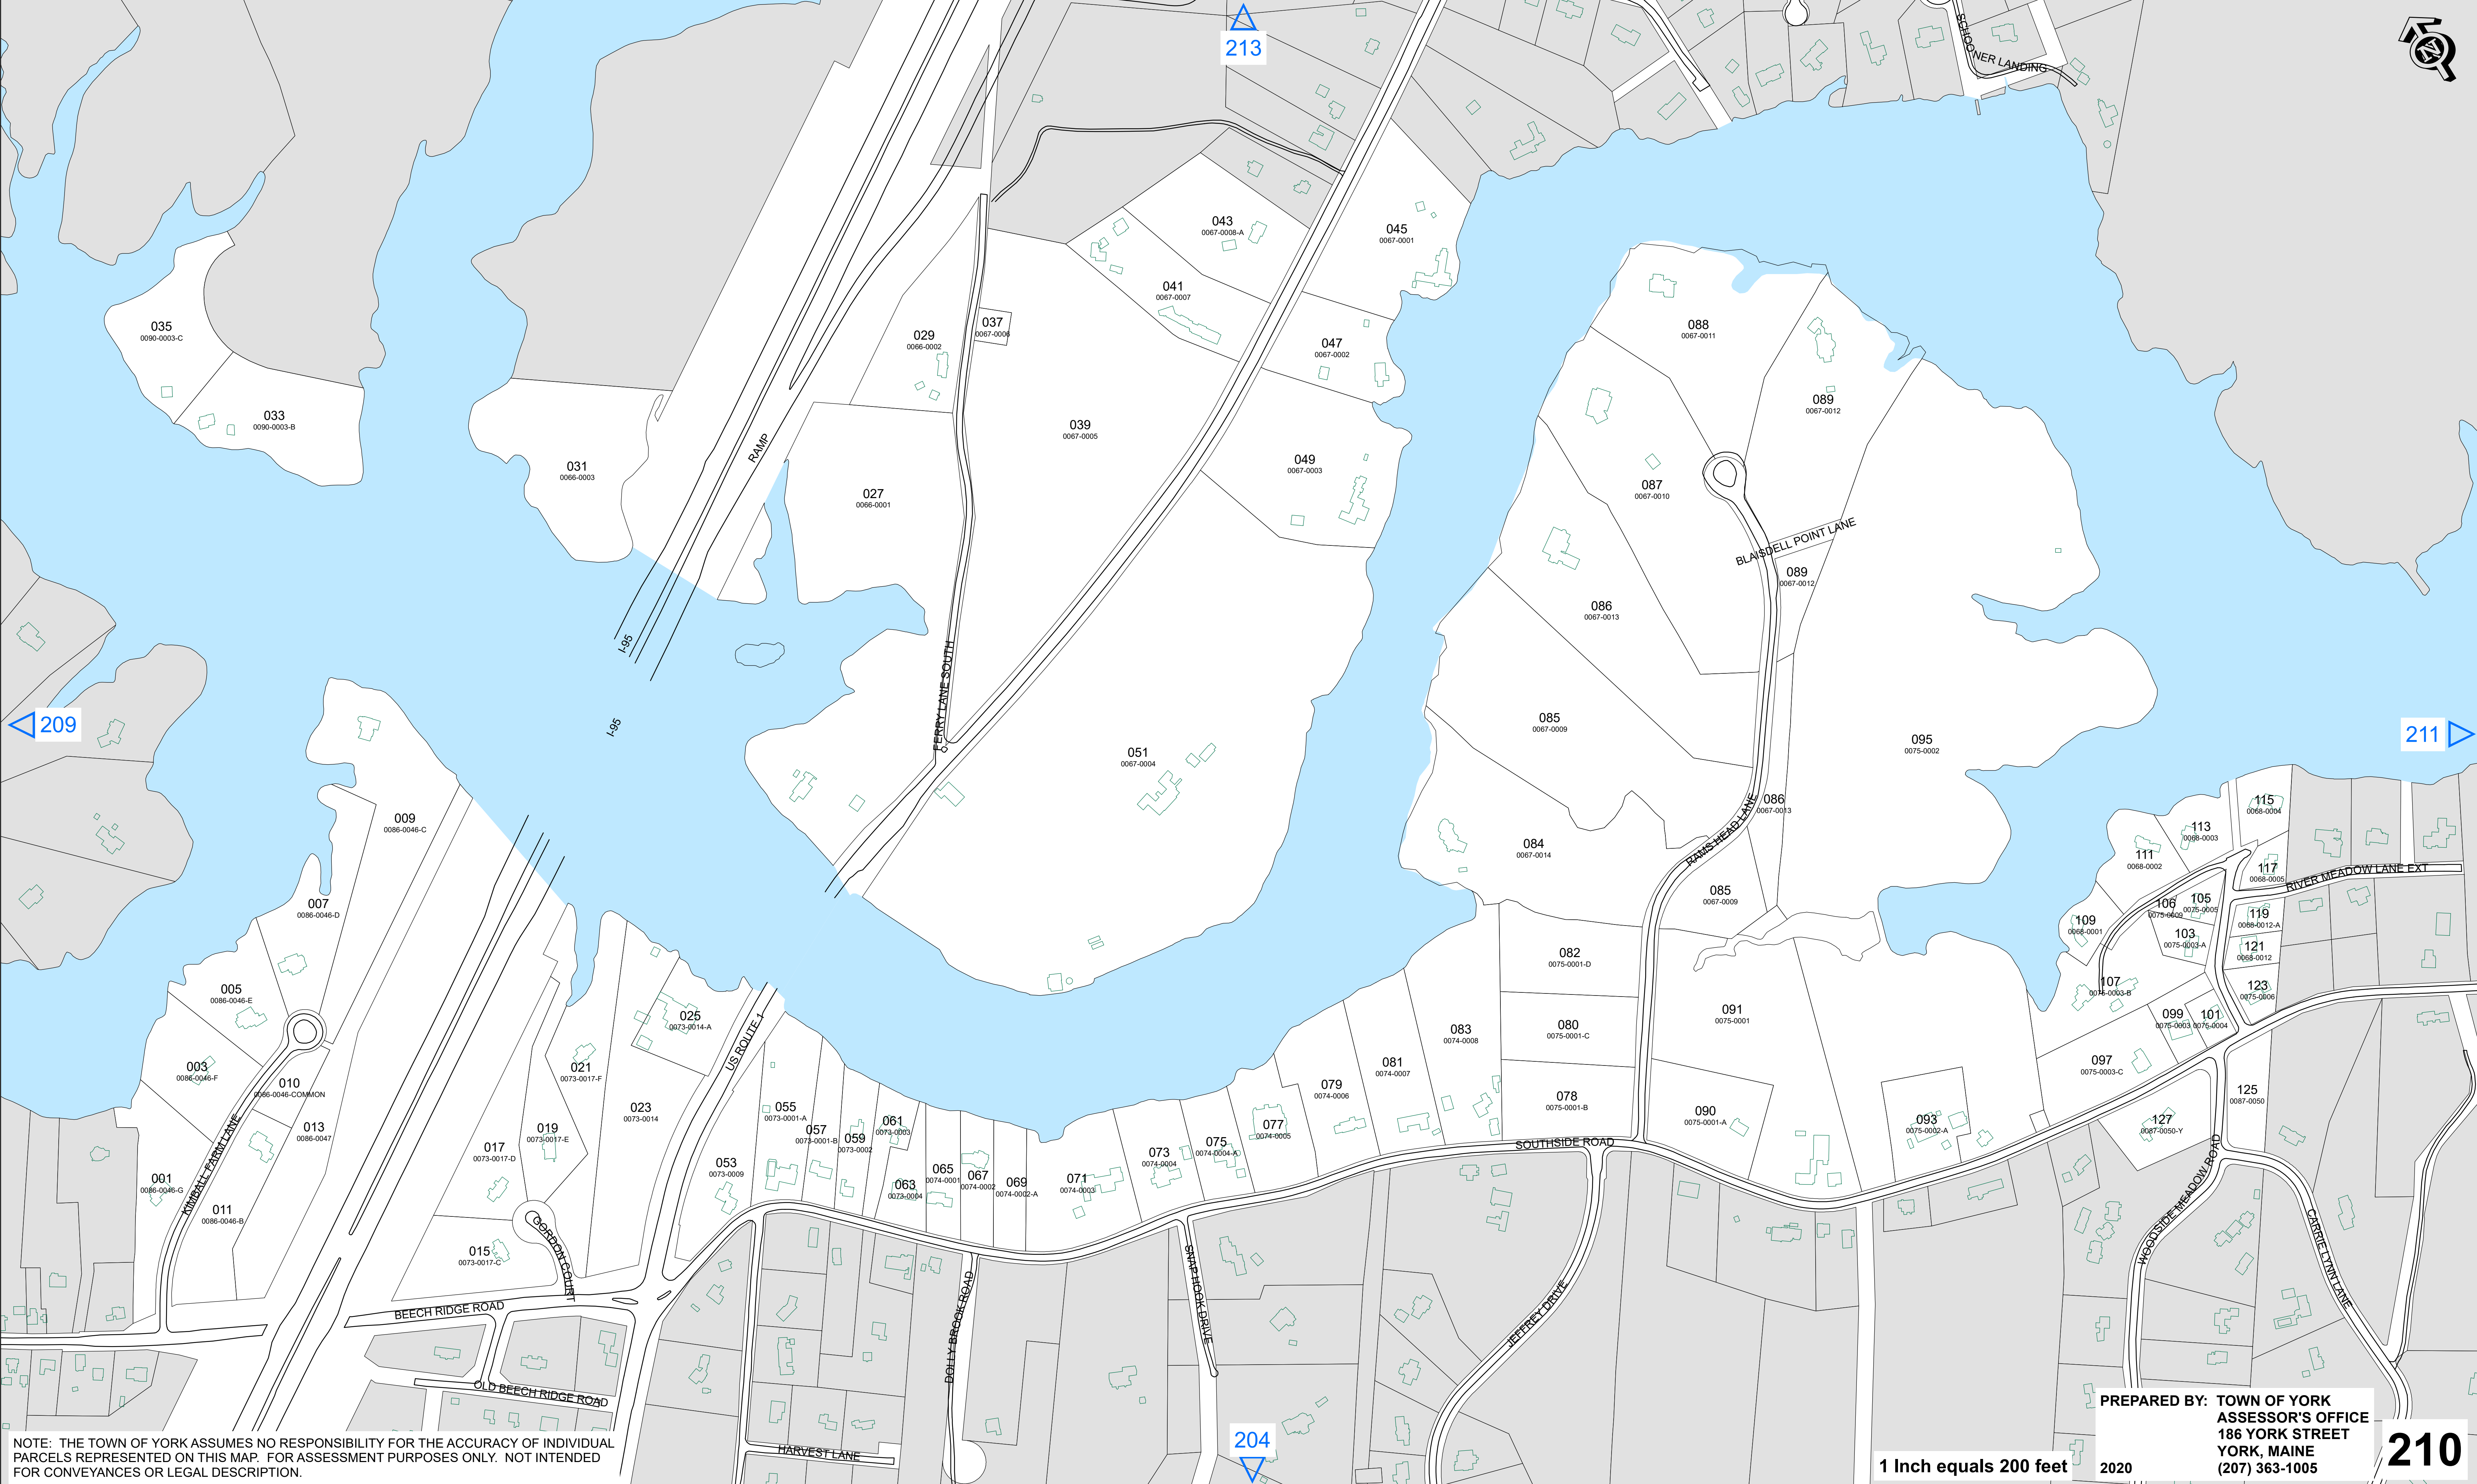 213
SCHOONER LANDING
N
043
0067-0008-A
045
0067-0001
041
0067-0007
035
0090-0003-C
029
0066-0002
037
0067-0006
047
0067-0002
088
0067-0011
033
0090-0003-B
039
0067-0005
089
0067-0012
RAMP
031
0066-0003
027
0066-0001
049
0067-0003
087
0067-0010
BLAISDELL POINT LANE
089
0067-0012
086
0067-0013
I-95
FERRY LANE SOUTH
209
I-95
051
0067-0004
085
0067-0009
095
0075-0002
211
009
0086-0046-C
086
0067-0013
RAMS HEAD LANE
084
0067-0014
115
0068-0004
113
0068-0003
111
0068-0002
117
0068-0005
RIVER MEADOW LANE EXT
007
0086-0046-D
085
0067-0009
109
0068-0001
106
0075-0009
105
0075-0005
119
0068-0012-A
103
0075-0003-A
121
0068-0012
082
0075-0001-D
005
0086-0046-E
107
0075-0003-B
123
0075-0006
025
0073-0014-A
US ROUTE 1
083
0074-0008
080
0075-0001-C
091
0075-0001
099
0075-0003
101
0075-0004
003
0086-0046-F
010
0086-0046-COMMON
021
0073-0017-F
081
0074-0007
097
0075-0003-C
079
0074-0006
078
0075-0001-B
125
0087-0050
023
0073-0014
055
0073-0001-A
090
0075-0001-A
093
0075-0002-A
127
0087-0050-Y
013
0086-0047
019
0073-0017-E
057
0073-0001-B
059
0073-0002
061
0073-0003
077
0074-0005
075
0074-0004-A
SOUTHSIDE ROAD
KIMBALL FARM LANE
017
0073-0017-D
053
0073-0009
073
0074-0004
001
0086-0046-G
063
0073-0004
065
0074-0001
067
0074-0002
069
0074-0002-A
071
0074-0003
011
0086-0046-B
015
0073-0017-C
GORDON COURT
WOODSIDE MEADOW ROAD
CARRIE LYNN LANE
BEECH RIDGE ROAD
DOLLY BROOK ROAD
SNAP HOOK DRIVE
JEFFREY DRIVE
OLD BEECH RIDGE ROAD
HARVEST LANE
204
NOTE: THE TOWN OF YORK ASSUMES NO RESPONSIBILITY FOR THE ACCURACY OF INDIVIDUAL
PARCELS REPRESENTED ON THIS MAP. FOR ASSESSMENT PURPOSES ONLY. NOT INTENDED
FOR CONVEYANCES OR LEGAL DESCRIPTION.
1 Inch equals 200 feet
PREPARED BY: TOWN OF YORK
ASSESSOR'S OFFICE
186 YORK STREET
YORK, MAINE
2020 (207) 363-1005
210